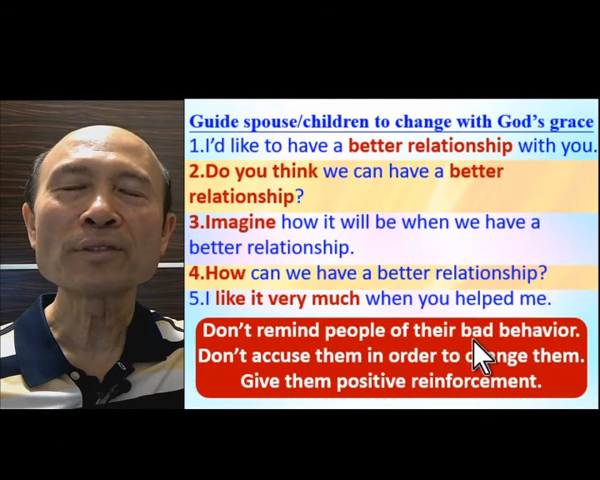 Guide spouse/children to change with God's grace
1.I'd like to have a better relationship with you.
2.Do you think we can have a better
relationship?
3.Imagine how it will be when we have a
better relationship.
4.How can we have a better relationship?
5.I like it very much when you helped me.
Don't remind people of their bad behavior.
Don't accuse them in order to change them.
Give them positive reinforcement.